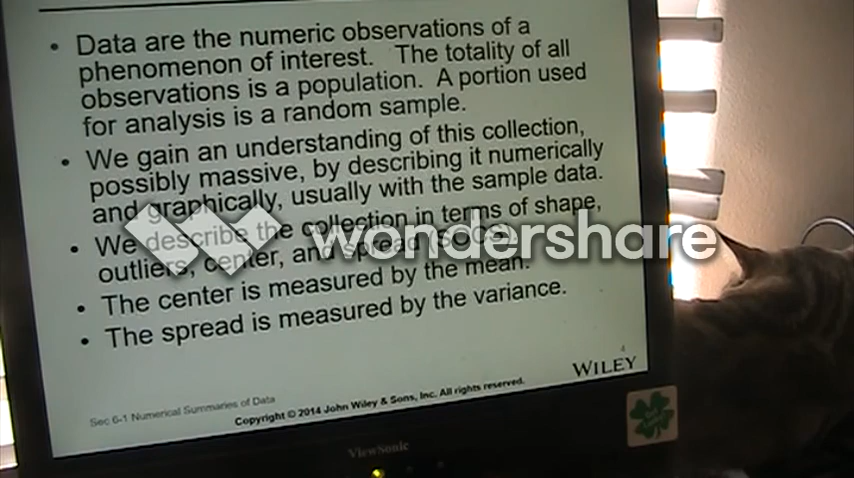 • Data are the numeric observations of a
phenomenon of interest. The totality of all
observations is a population. A portion used
for analysis is a random sample.
• We gain an understanding of this collection,
possibly massive, by describing it numerically
and graphically, usually with the sample data.
• We describe the collection in terms of shape,
outliers, center, and spread (SOCS).
wondershare
• The center is measured by the mean.
• The spread is measured by the variance.
4
WILEY
Sec 6-1 Numerical Summaries of Data
Copyright © 2014 John Wiley & Sons, Inc. All rights reserved.
ViewSonic